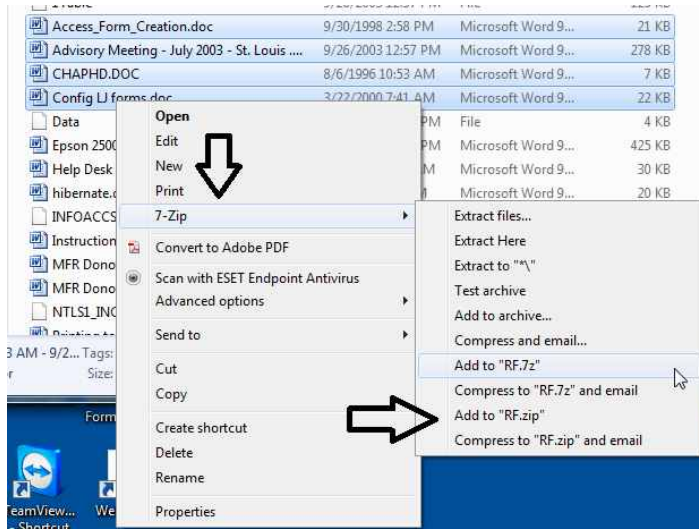 Access_Form_Creation.doc 9/30/1998 2:58 PM Microsoft Word 9... 21 KB
Advisory Meeting - July 2003 - St. Louis .... 9/26/2003 12:57 PM Microsoft Word 9... 278 KB
CHAPHD.DOC 8/6/1996 10:53 AM Microsoft Word 9... 7 KB
Config LJ forms.doc 3/22/2000 7:41 AM Microsoft Word 9... 22 KB
Data PM File 4 KB
Epson 2500 PM Microsoft Word 9... 425 KB
Help Desk Microsoft Word 9... 30 KB
hibernate. Microsoft Word 9... 20 KB
INFOACCS
Instruction
MFR Dono
MFR Dono
NTLS1_INC
3 AM - 9/2... Tags:
Size:
Open
Edit
New
Print
7-Zip
Convert to Adobe PDF
Scan with ESET Endpoint Antivirus
Advanced options
Send to
Cut
Copy
Create shortcut
Delete
Rename
Properties
Extract files...
Extract Here
Extract to "*\"
Test archive
Add to archive...
Compress and email...
Add to "RF.7z"
Compress to "RF.7z" and email
Add to "RF.zip"
Compress to "RF.zip" and email
Form
TeamView... We
- Shortcut